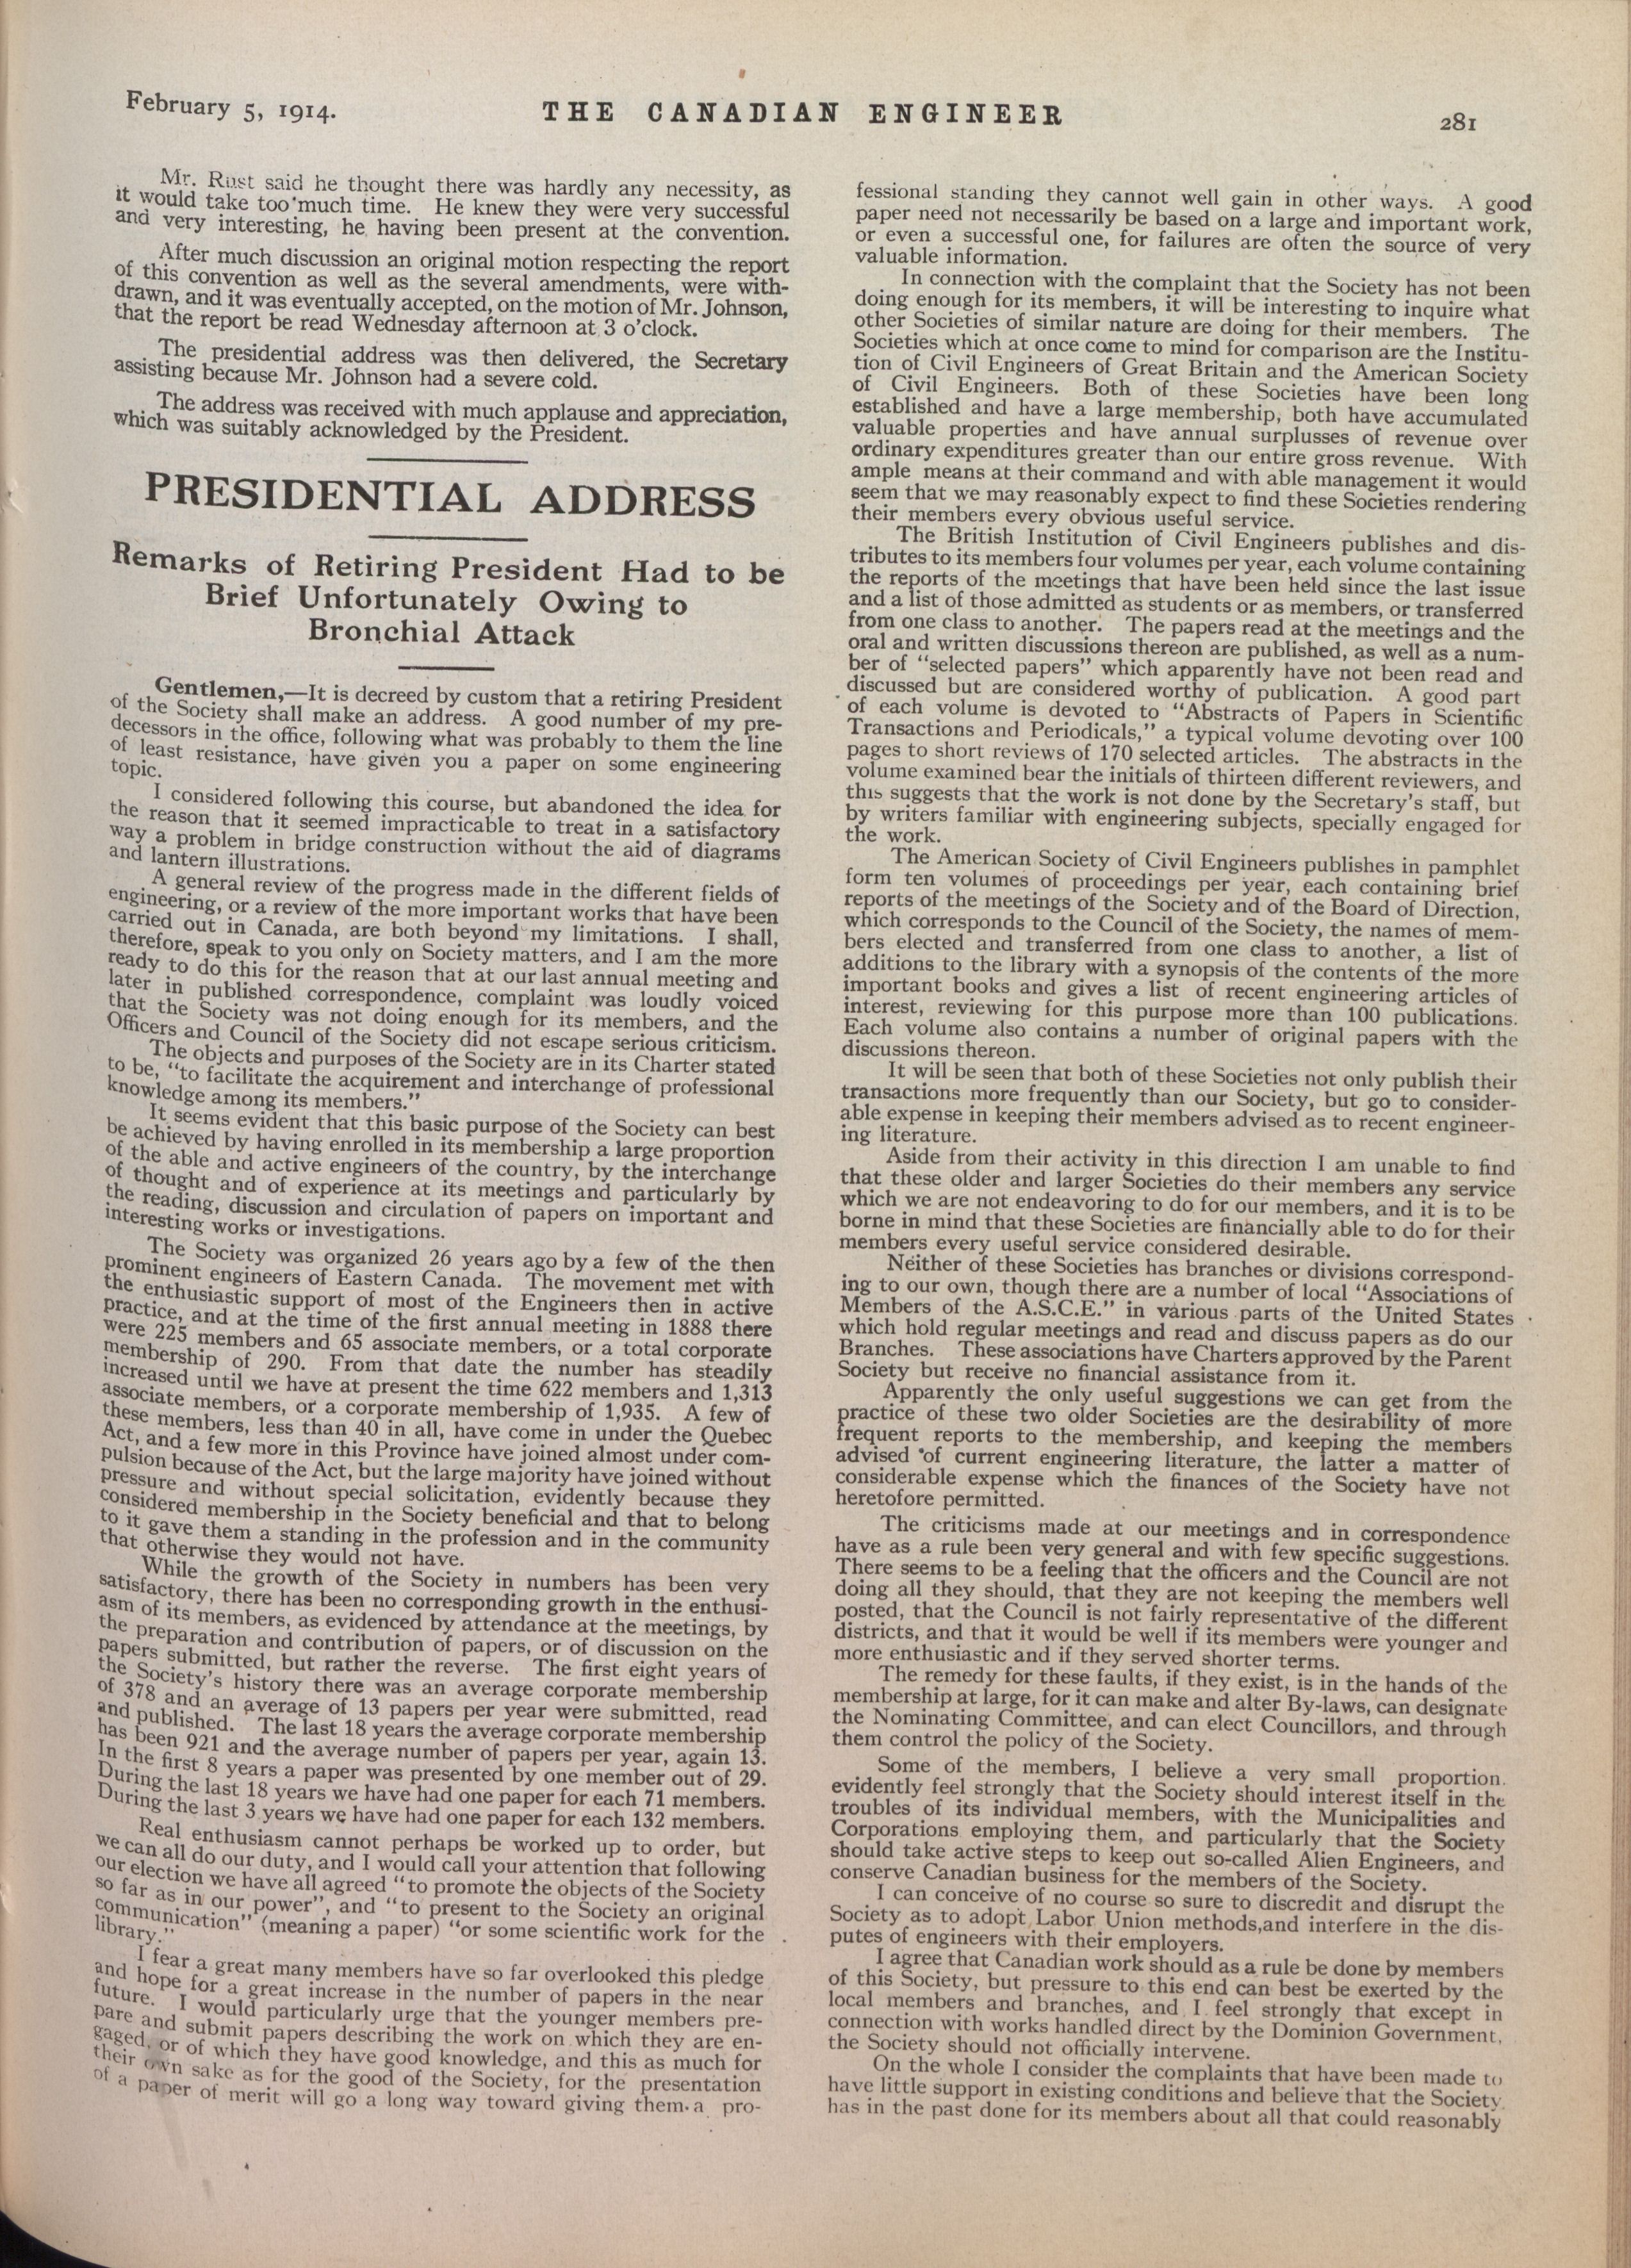 February 5, 1914.
THE CANADIAN ENGINEER
281
Mr. Rust said he thought there was hardly any necessity, as
it would take too much time. He knew they were very successful
and very interesting, he having been present at the convention.
After much discussion an original motion respecting the report
of this convention as well as the several amendments, were with-
drawn, and it was eventually accepted, on the motion of Mr. Johnson,
that the report be read Wednesday afternoon at 3 o'clock.
The presidential address was then delivered, the Secretary
assisting because Mr. Johnson had a severe cold.
The address was received with much applause and appreciation,
which was suitably acknowledged by the President.
PRESIDENTIAL ADDRESS
Remarks of Retiring President Had to be
Brief Unfortunately Owing to
Bronchial Attack
Gentlemen,—It is decreed by custom that a retiring President
of the Society shall make an address. A good number of my pre-
decessors in the office, following what was probably to them the line
of least resistance, have given you a paper on some engineering
topic.
I considered following this course, but abandoned the idea for
the reason that it seemed impracticable to treat in a satisfactory
way a problem in bridge construction without the aid of diagrams
and lantern illustrations.
A general review of the progress made in the different fields of
engineering, or a review of the more important works that have been
carried out in Canada, are both beyond my limitations. I shall,
therefore, speak to you only on Society matters, and I am the more
ready to do this for the reason that at our last annual meeting and
later in published correspondence, complaint was loudly voiced
that the Society was not doing enough for its members, and the
Officers and Council of the Society did not escape serious criticism.
The objects and purposes of the Society are in its Charter stated
to be, "to facilitate the acquirement and interchange of professional
knowledge among its members."
It seems evident that this basic purpose of the Society can best
be achieved by having enrolled in its membership a large proportion
of the able and active engineers of the country, by the interchange
of thought and of experience at its meetings and particularly by
the reading, discussion and circulation of papers on important and
interesting works or investigations.
The Society was organized 26 years ago by a few of the then
prominent engineers of Eastern Canada. The movement met with
the enthusiastic support of most of the Engineers then in active
practice, and at the time of the first annual meeting in 1888 there
were 225 members and 65 associate members, or a total corporate
membership of 290. From that date the number has steadily
increased until we have at present the time 622 members and 1,313
associate members, or a corporate membership of 1,935. A few of
these members, less than 40 in all, have come in under the Quebec
Act, and a few more in this Province have joined almost under com-
pulsion because of the Act, but the large majority have joined without
pressure and without special solicitation, evidently because they
considered membership in the Society beneficial and that to belong
to it gave them a standing in the profession and in the community
that otherwise they would not have.
While the growth of the Society in numbers has been very
satisfactory, there has been no corresponding growth in the enthusi-
asm of its members, as evidenced by attendance at the meetings, by
the preparation and contribution of papers, or of discussion on the
papers submitted, but rather the reverse. The first eight years of
the Society's history there was an average corporate membership
of 378 and an average of 13 papers per year were submitted, read
and published. The last 18 years the average corporate membership
has been 921 and the average number of papers per year, again 13.
In the first 8 years a paper was presented by one member out of 29.
During the last 18 years we have had one paper for each 71 members.
During the last 3 years we have had one paper for each 132 members.
Real enthusiasm cannot perhaps be worked up to order, but
we can all do our duty, and I would call your attention that following
our election we have all agreed "to promote the objects of the Society
so far as in our power", and "to present to the Society an original
communication" (meaning a paper) "or some scientific work for the
library."
I fear a great many members have so far overlooked this pledge
and hope for a great increase in the number of papers in the near
future. I would particularly urge that the younger members pre-
pare and submit papers describing the work on which they are en-
gaged, or of which they have good knowledge, and this as much for
their own sake as for the good of the Society, for the presentation
of a paper of merit will go a long way toward giving them a pro-
fessional standing they cannot well gain in other ways. A good
paper need not necessarily be based on a large and important work,
or even a successful one, for failures are often the source of very
valuable information.
In connection with the complaint that the Society has not been
doing enough for its members, it will be interesting to inquire what
other Societies of similar nature are doing for their members. The
Societies which at once come to mind for comparison are the Institu-
tion of Civil Engineers of Great Britain and the American Society
of Civil Engineers. Both of these Societies have been long
established and have a large membership, both have accumulated
valuable properties and have annual surplusses of revenue over
ordinary expenditures greater than our entire gross revenue. With
ample means at their command and with able management it would
seem that we may reasonably expect to find these Societies rendering
their members every obvious useful service.
The British Institution of Civil Engineers publishes and dis-
tributes to its members four volumes per year, each volume containing
the reports of the meetings that have been held since the last issue
and a list of those admitted as students or as members, or transferred
from one class to another. The papers read at the meetings and the
oral and written discussions thereon are published, as well as a num-
ber of "selected papers" which apparently have not been read and
discussed but are considered worthy of publication. A good part
of each volume is devoted to "Abstracts of Papers in Scientific
Transactions and Periodicals," a typical volume devoting over 100
pages to short reviews of 170 selected articles. The abstracts in the
volume examined bear the initials of thirteen different reviewers, and
this suggests that the work is not done by the Secretary's staff, but
by writers familiar with engineering subjects, specially engaged for
the work.
The American Society of Civil Engineers publishes in pamphlet
form ten volumes of proceedings per year, each containing brief
reports of the meetings of the Society and of the Board of Direction,
which corresponds to the Council of the Society, the names of mem-
bers elected and transferred from one class to another, a list of
additions to the library with a synopsis of the contents of the more
important books and gives a list of recent engineering articles of
interest, reviewing for this purpose more than 100 publications.
Each volume also contains a number of original papers with the
discussions thereon.
It will be seen that both of these Societies not only publish their
transactions more frequently than our Society, but go to consider-
able expense in keeping their members advised as to recent engineer-
ing literature.
Aside from their activity in this direction I am unable to find
that these older and larger Societies do their members any service
which we are not endeavoring to do for our members, and it is to be
borne in mind that these Societies are financially able to do for their
members every useful service considered desirable.
Neither of these Societies has branches or divisions correspond-
ing to our own, though there are a number of local "Associations of
Members of the A.S.C.E." in various parts of the United States
which hold regular meetings and read and discuss papers as do our
Branches. These associations have Charters approved by the Parent
Society but receive no financial assistance from it.
Apparently the only useful suggestions we can get from the
practice of these two older Societies are the desirability of more
frequent reports to the membership, and keeping the members
advised of current engineering literature, the latter a matter of
considerable expense which the finances of the Society have not
heretofore permitted.
The criticisms made at our meetings and in correspondence
have as a rule been very general and with few specific suggestions.
There seems to be a feeling that the officers and the Council are not
doing all they should, that they are not keeping the members well
posted, that the Council is not fairly representative of the different
districts, and that it would be well if its members were younger and
more enthusiastic and if they served shorter terms.
The remedy for these faults, if they exist, is in the hands of the
membership at large, for it can make and alter By-laws, can designate
the Nominating Committee, and can elect Councillors, and through
them control the policy of the Society.
Some of the members, I believe a very small proportion,
evidently feel strongly that the Society should interest itself in the
troubles of its individual members, with the Municipalities and
Corporations employing them, and particularly that the Society
should take active steps to keep out so-called Alien Engineers, and
conserve Canadian business for the members of the Society.
I can conceive of no course so sure to discredit and disrupt the
Society as to adopt Labor Union methods,and interfere in the dis-
putes of engineers with their employers.
I agree that Canadian work should as a rule be done by members
of this Society, but pressure to this end can best be exerted by the
local members and branches, and I feel strongly that except in
connection with works handled direct by the Dominion Government,
the Society should not officially intervene.
On the whole I consider the complaints that have been made to
have little support in existing conditions and believe that the Society
has in the past done for its members about all that could reasonably